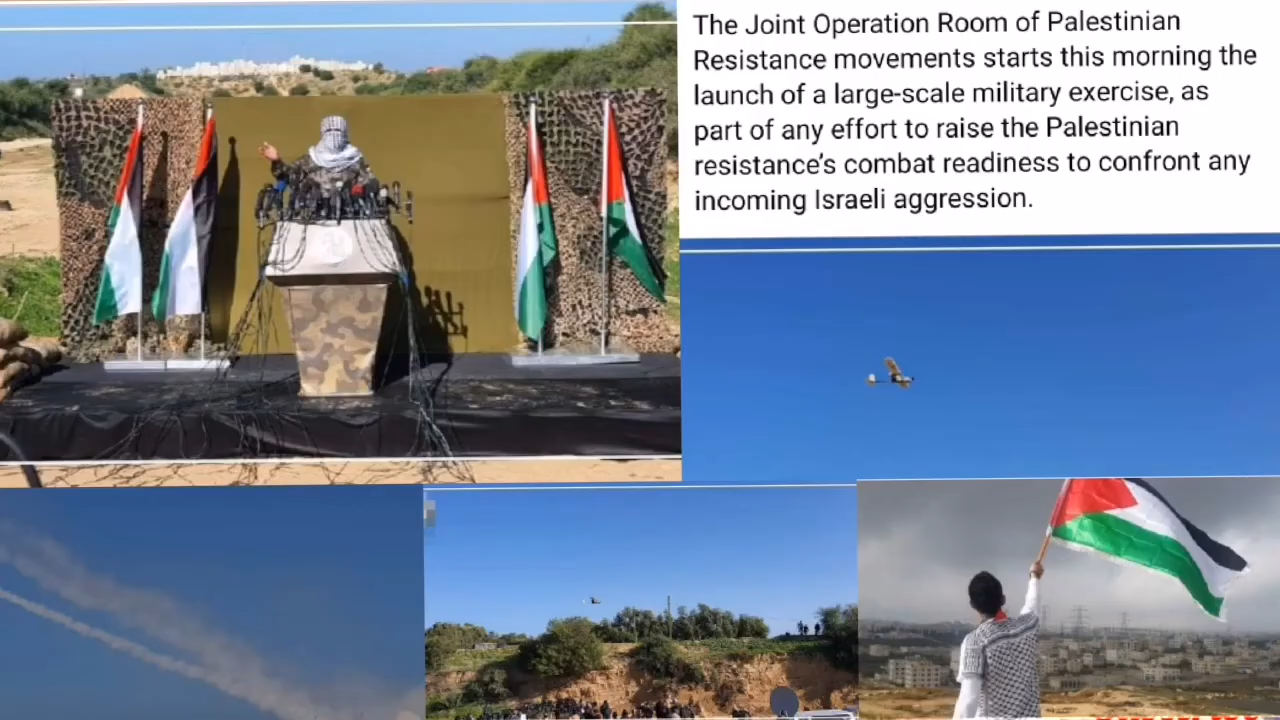 The Joint Operation Room of Palestinian
Resistance movements starts this morning the
launch of a large-scale military exercise, as
part of any effort to raise the Palestinian
resistance's combat readiness to confront any
incoming Israeli aggression.